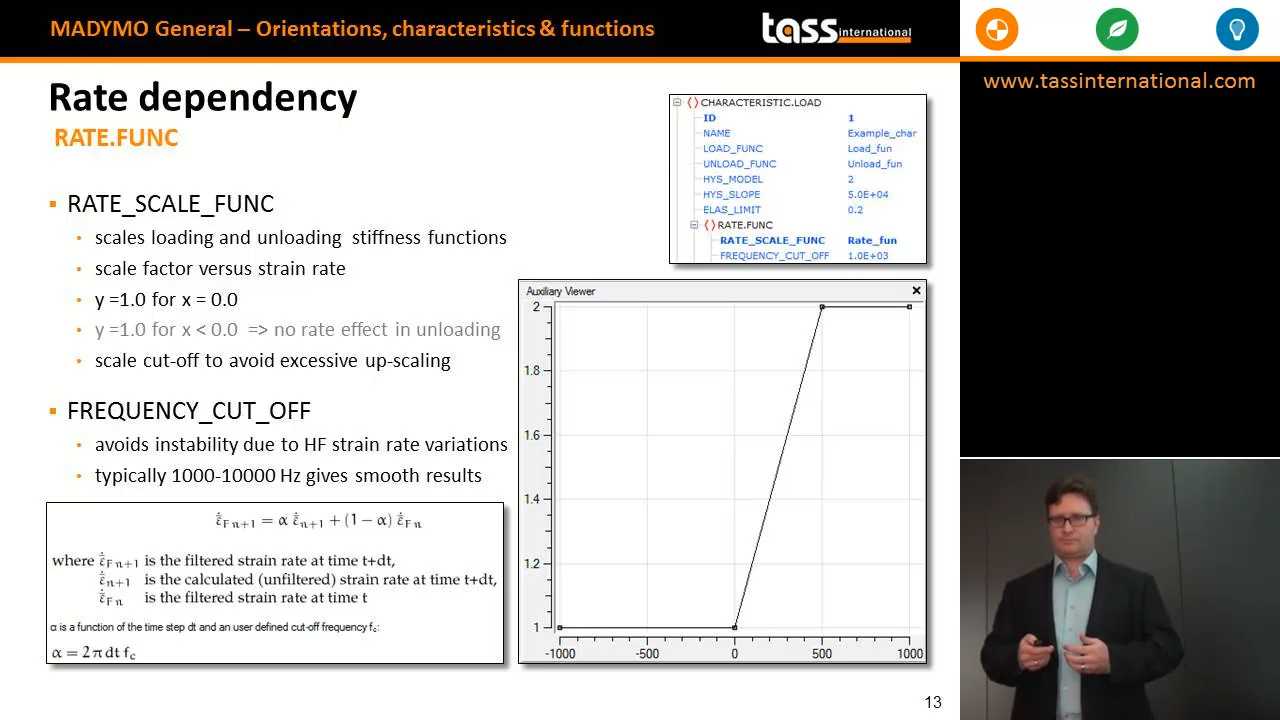 MADYMO General – Orientations, characteristics & functions
tass international
www.tassinternational.com
Rate dependency
RATE.FUNC
RATE_SCALE_FUNC
scales loading and unloading stiffness functions
scale factor versus strain rate
y =1.0 for x = 0.0
y =1.0 for x < 0.0 => no rate effect in unloading
scale cut-off to avoid excessive up-scaling
FREQUENCY_CUT_OFF
avoids instability due to HF strain rate variations
typically 1000-10000 Hz gives smooth results
ε̇F n+1 = α ε̇n+1 + (1 − α) ε̇F n
where ε̇F n+1 is the filtered strain rate at time t+dt,
ε̇n+1 is the calculated (unfiltered) strain rate at time t+dt,
ε̇F n is the filtered strain rate at time t
α is a function of the time step dt and an user defined cut-off frequency fc:
α = 2 π dt fc
CHARACTERISTIC.LOAD
ID 1
NAME Example_char
LOAD_FUNC Load_fun
UNLOAD_FUNC Unload_fun
HYS_MODEL 2
HYS_SLOPE 5.0E+04
ELAS_LIMIT 0.2
RATE.FUNC
RATE_SCALE_FUNC Rate_fun
FREQUENCY_CUT_OFF 1.0E+03
Auxiliary Viewer
2
1.8
1.6
1.4
1.2
1
-1000 -500 0 500 1000
13